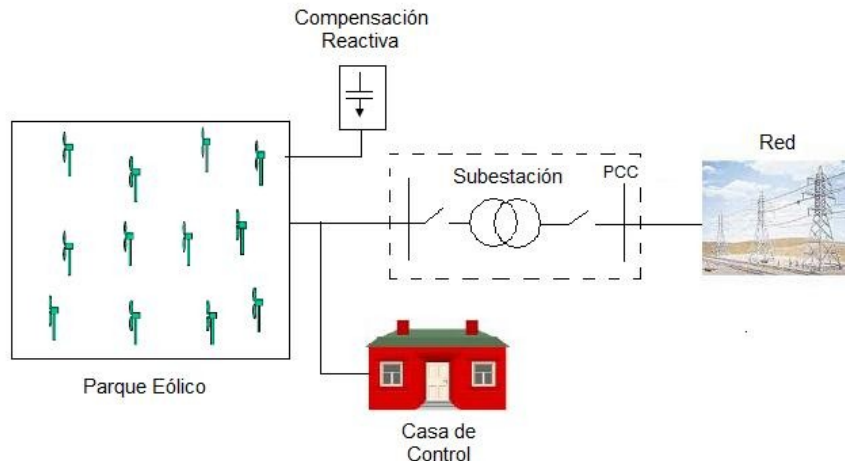 Compensación
Reactiva
Subestación
PCC
Red
Parque Eólico
Casa de
Control